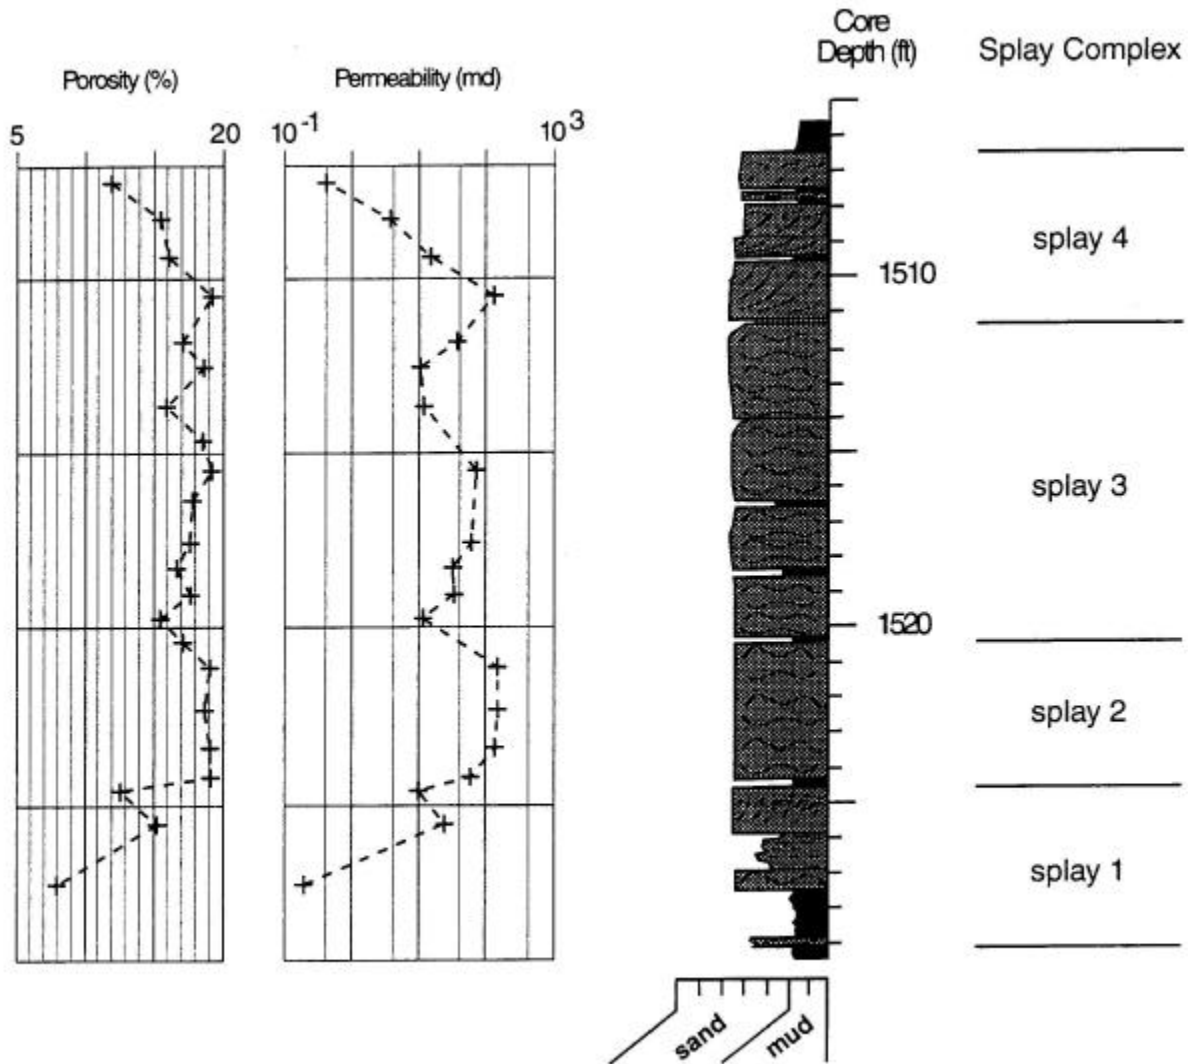 Core
Depth (ft)
Splay Complex
Porosity (%)
Permeability (md)
5 20
10-1 103
splay 4
1510
splay 3
1520
splay 2
splay 1
sand mud